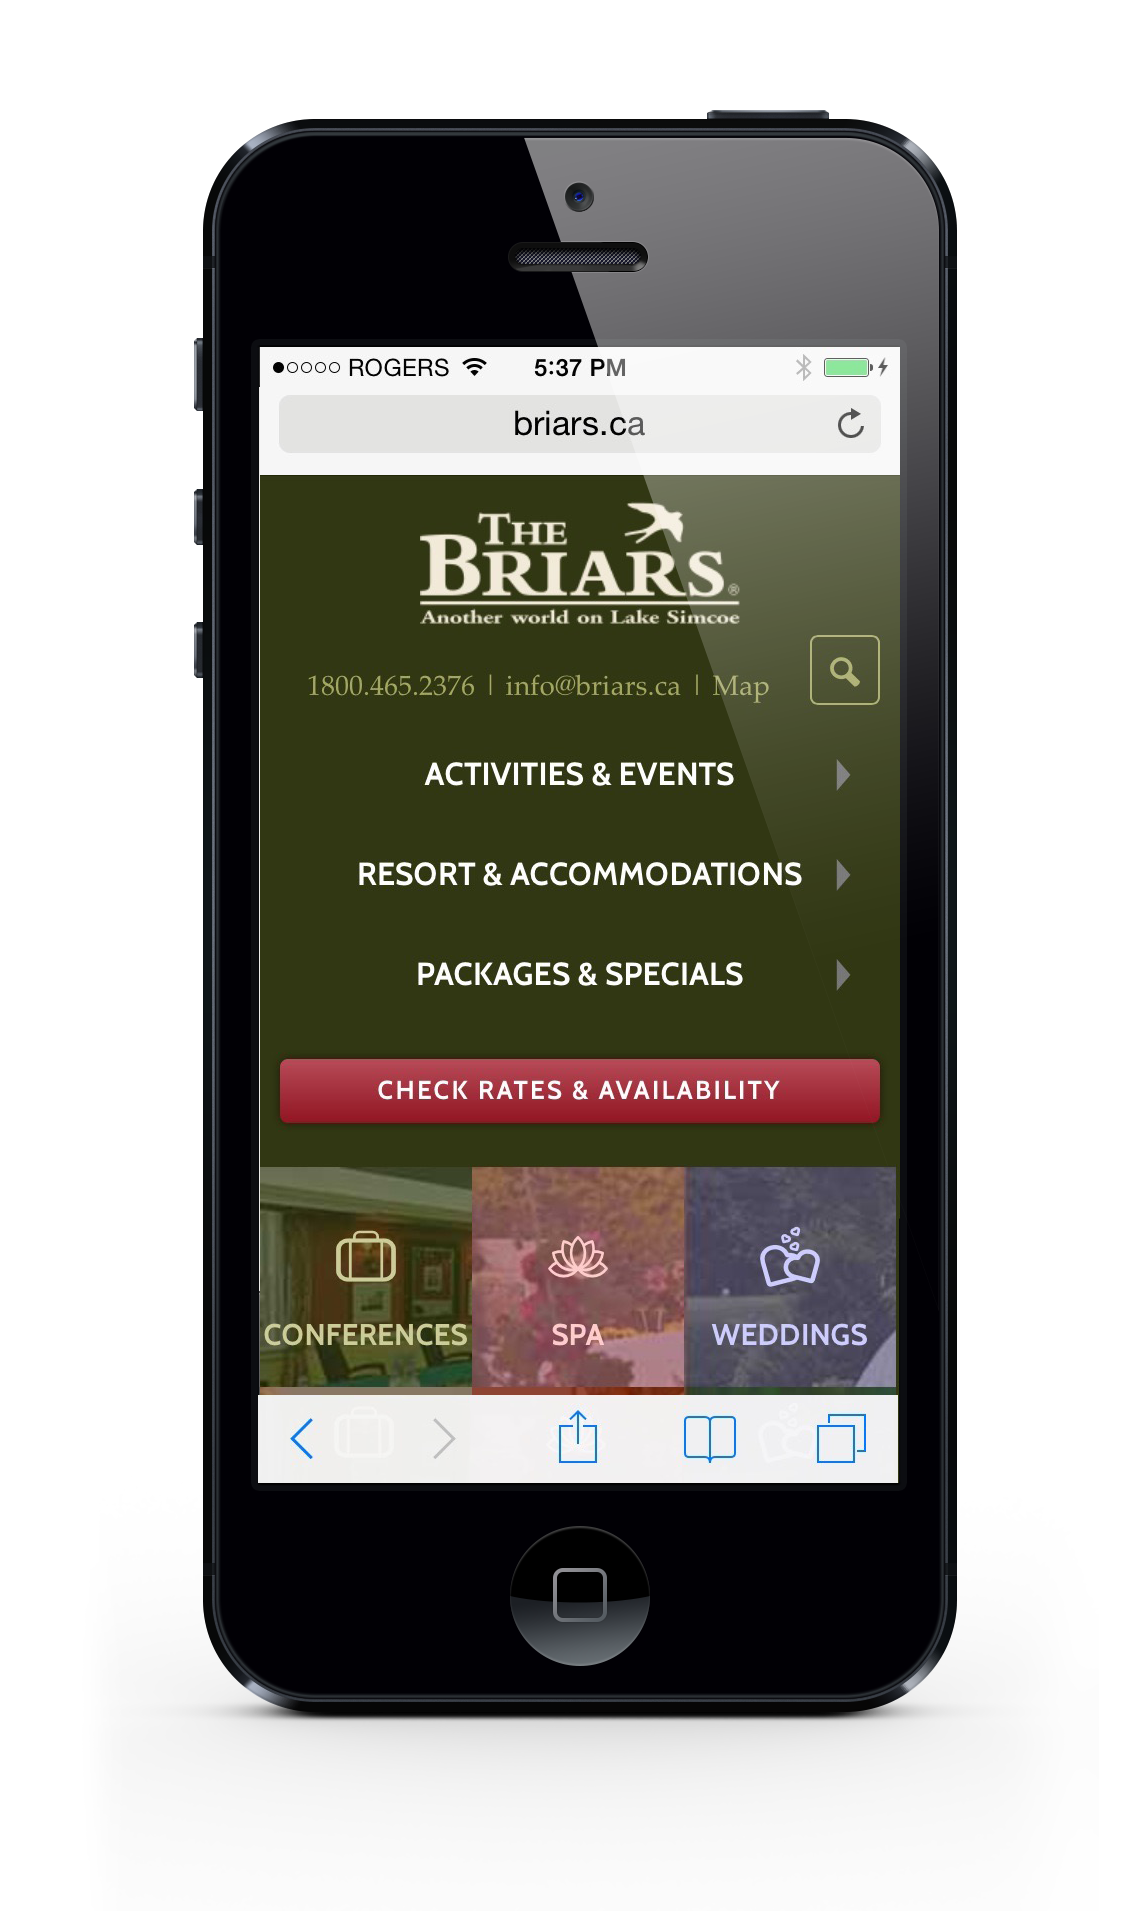 ROGERS 5:37 PM
briars.ca
THE
BRIARS®
Another world on Lake Simcoe
1800.465.2376 | info@briars.ca | Map
ACTIVITIES & EVENTS
RESORT & ACCOMMODATIONS
PACKAGES & SPECIALS
CHECK RATES & AVAILABILITY
CONFERENCES SPA WEDDINGS